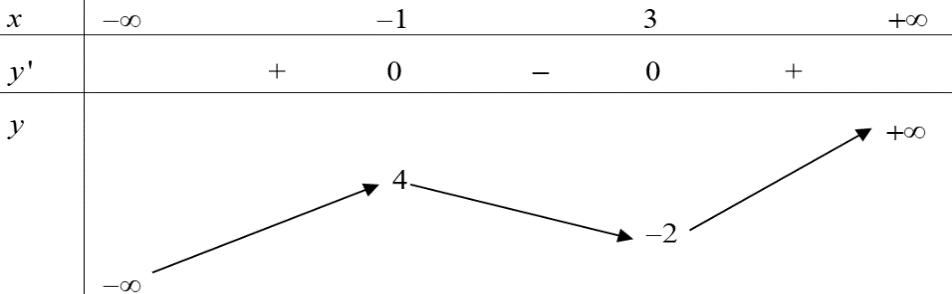 x –∞ –1 3 +∞
y' + 0 – 0 +
y +∞
4
–2
–∞